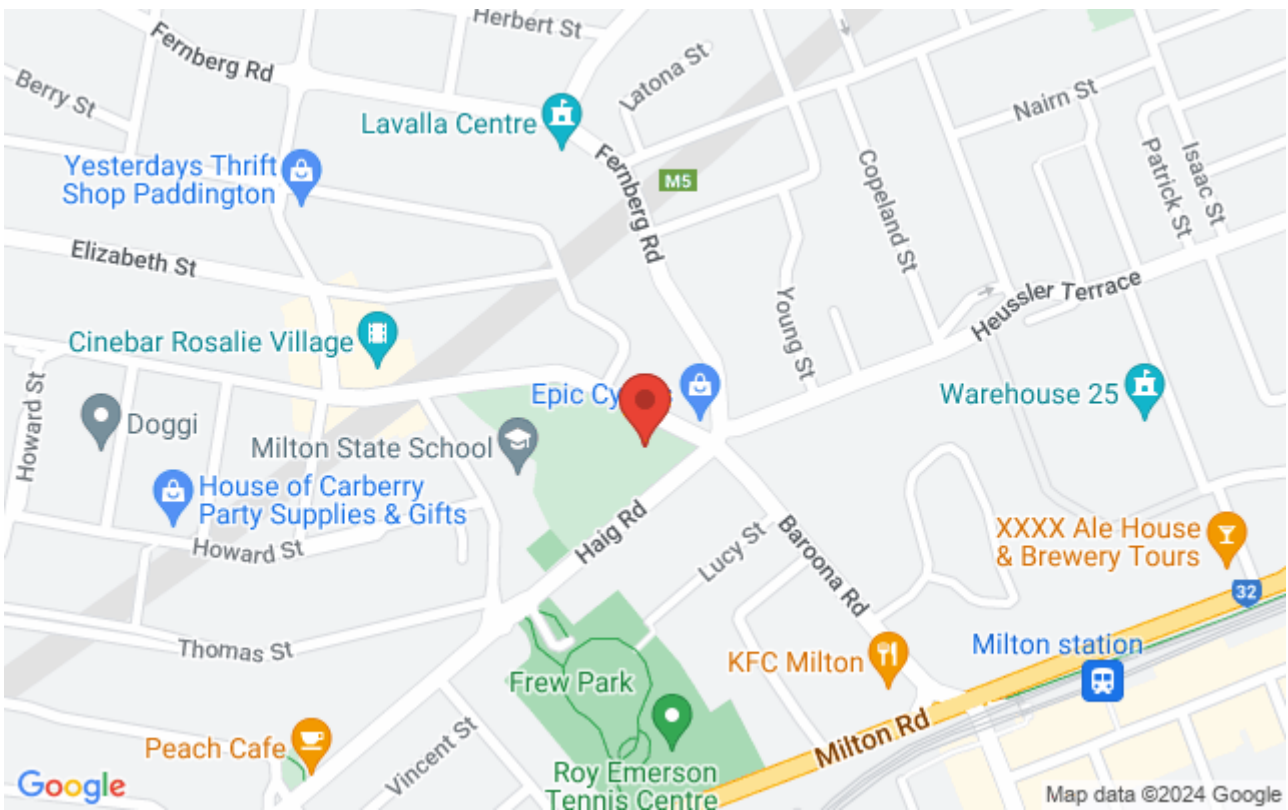 Herbert St
Fernberg Rd
Berry St
Latona St
Nairn St
Lavalla Centre
Fernberg Rd
M5
Copeland St
Patrick St
Isaac St
Yesterdays Thrift
Shop Paddington
Elizabeth St
Young St
Heussler Terrace
Cinebar Rosalie Village
Howard St
Epic
Warehouse 25
Doggi
Milton State School
House of Carberry
Party Supplies & Gifts
Howard St
Haig Rd
Lucy St
Baroona Rd
XXXX Ale House
& Brewery Tours
32
Thomas St
Milton station
KFC Milton
Frew Park
Vincent St
Milton Rd
Peach Cafe
Roy Emerson
Tennis Centre
Google
Map data ©2024 Google